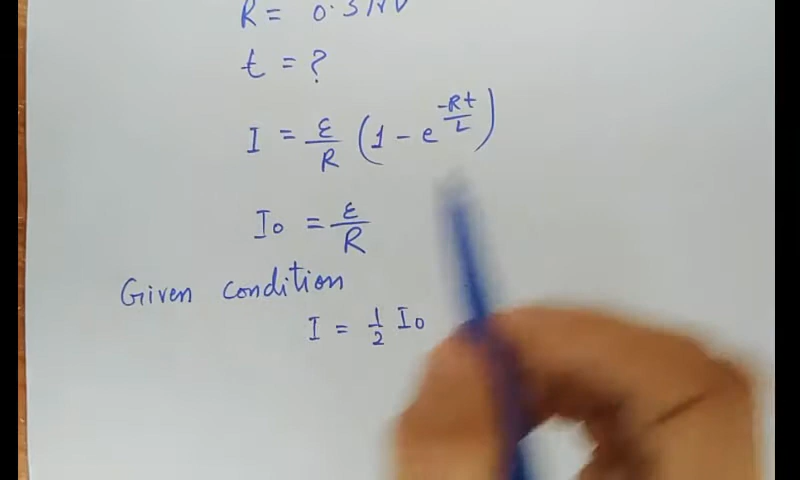 R =
t = ?
I = ε/R (1 - e^(-Rt/L))
I₀ = ε/R
Given condition
I = 1/2 I₀